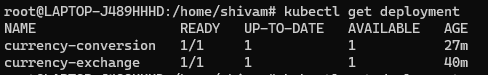 root@LAPTOP-J489HHHD:/home/shivam# kubectl get deployment
NAME READY UP-TO-DATE AVAILABLE AGE
currency-conversion 1/1 1 1 27m
currency-exchange 1/1 1 1 40m